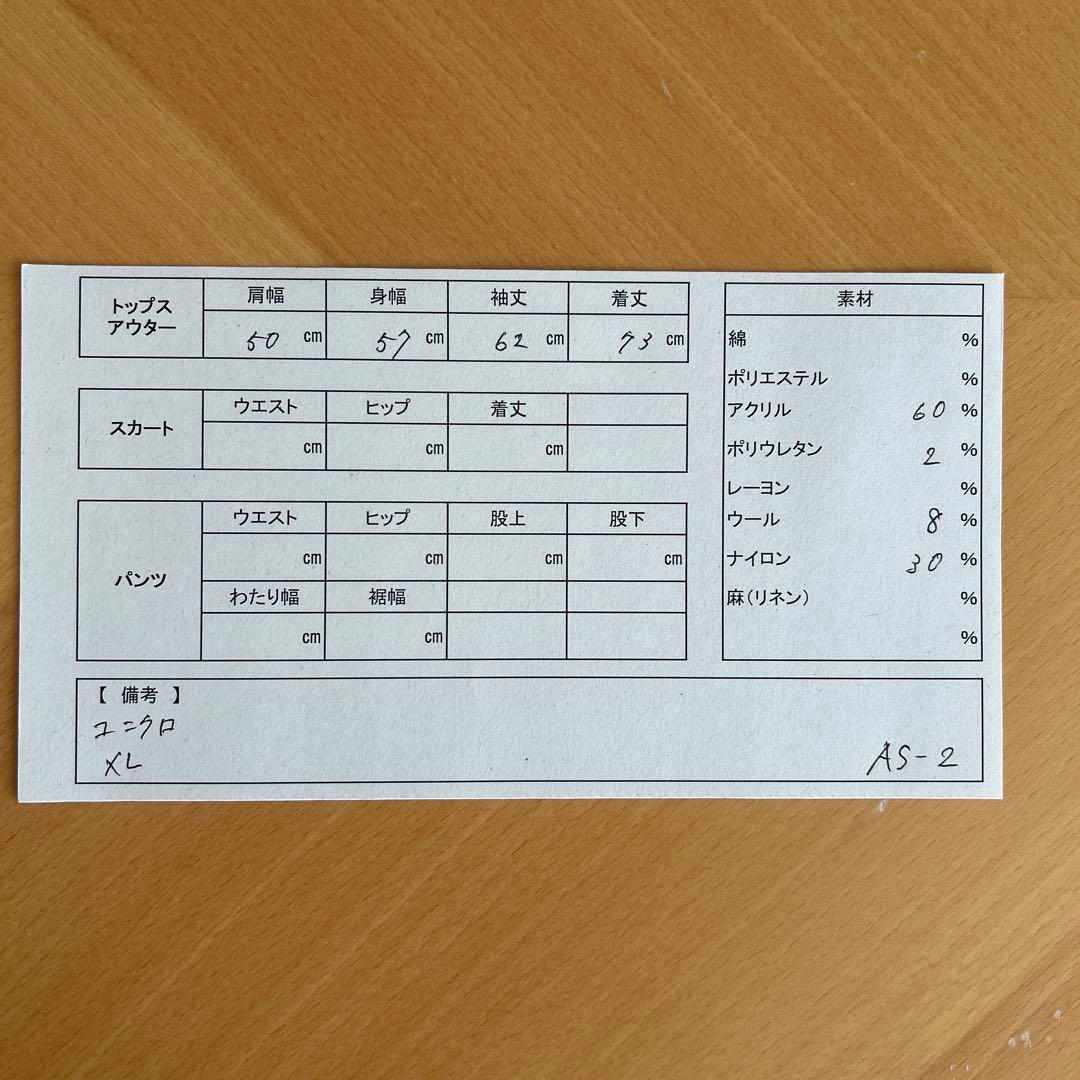 トップス アウター 肩幅 身幅 袖丈 着丈
50 cm 57 cm 62 cm 73 cm
スカート ウエスト ヒップ 着丈
cm cm cm
パンツ ウエスト ヒップ 股上 股下
cm cm cm cm
わたり幅 裾幅
cm cm
素材
綿 %
ポリエステル %
アクリル 60 %
ポリウレタン 2 %
レーヨン %
ウール 8 %
ナイロン 30 %
麻(リネン) %
%
【 備考 】
ユニクロ
XL
AS-2